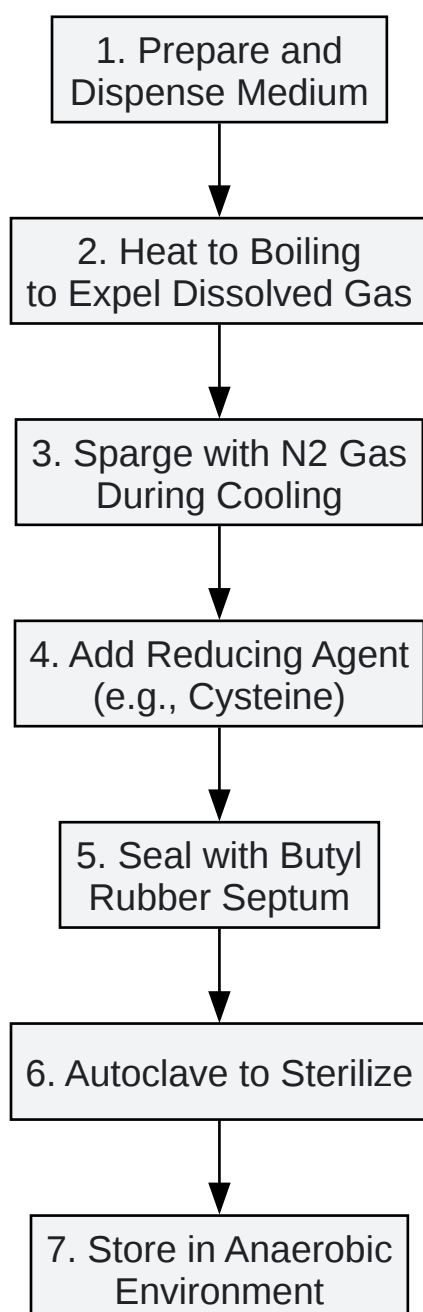 1. Prepare and
Dispense Medium
2. Heat to Boiling
to Expel Dissolved Gas
3. Sparge with N2 Gas
During Cooling
4. Add Reducing Agent
(e.g., Cysteine)
5. Seal with Butyl
Rubber Septum
6. Autoclave to Sterilize
7. Store in Anaerobic
Environment